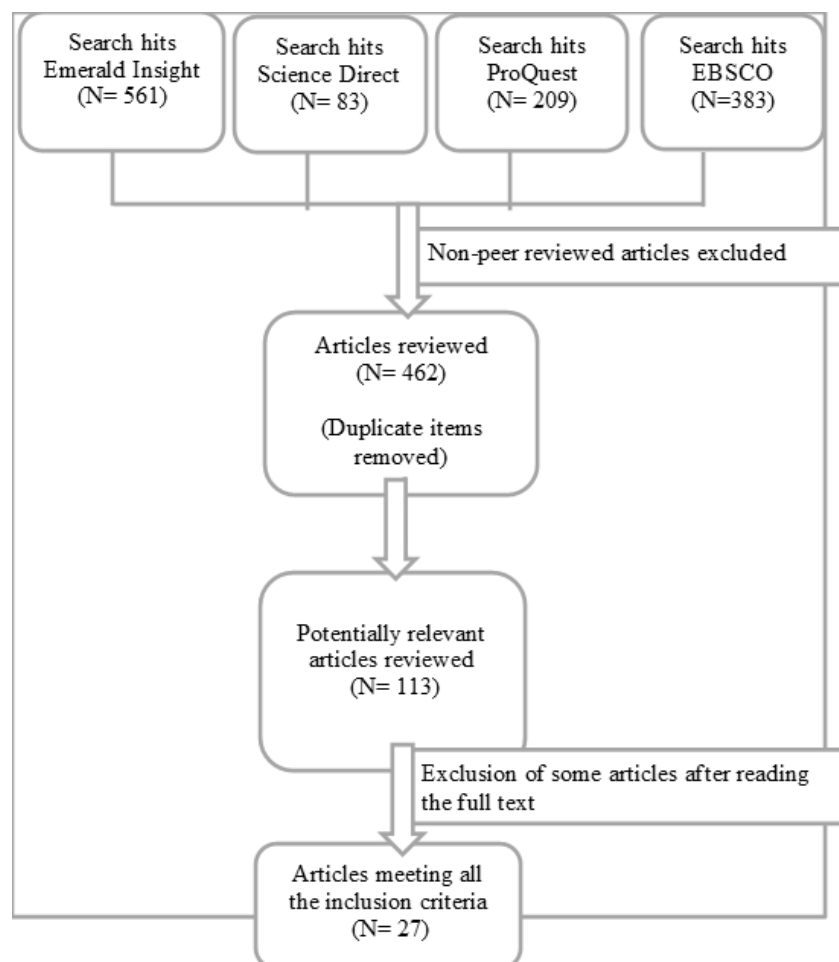 Search hits
Emerald Insight
(N= 561)
Search hits
Science Direct
(N= 83)
Search hits
ProQuest
(N= 209)
Search hits
EBSCO
(N=383)
Non-peer reviewed articles excluded
Articles reviewed
(N= 462)
(Duplicate items
removed)
Potentially relevant
articles reviewed
(N= 113)
Exclusion of some articles after reading
the full text
Articles meeting all
the inclusion criteria
(N= 27)